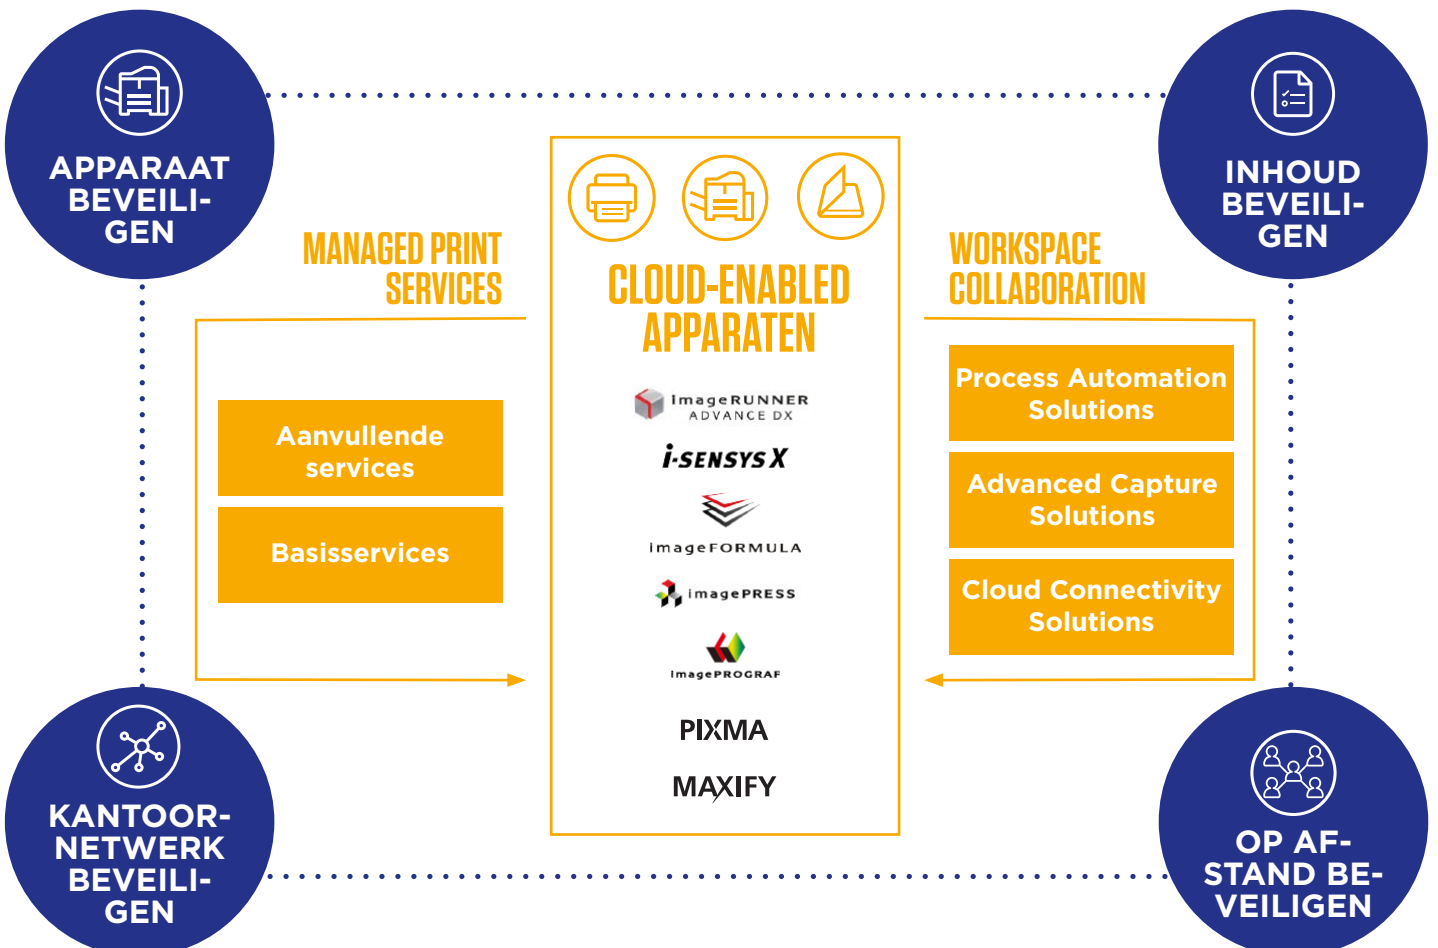 APPARAAT
BEVEILI-
GEN
INHOUD
BEVEILI-
GEN
MANAGED PRINT
SERVICES
Aanvullende
services
Basisservices
CLOUD-ENABLED
APPARATEN
imageRUNNER
ADVANCE DX
i-SENSYS X
imageFORMULA
imagePRESS
imagePROGRAF
PIXMA
MAXIFY
WORKSPACE
COLLABORATION
Process Automation
Solutions
Advanced Capture
Solutions
Cloud Connectivity
Solutions
KANTOOR-
NETWERK
BEVEILI-
GEN
OP AF-
STAND BE-
VEILIGEN